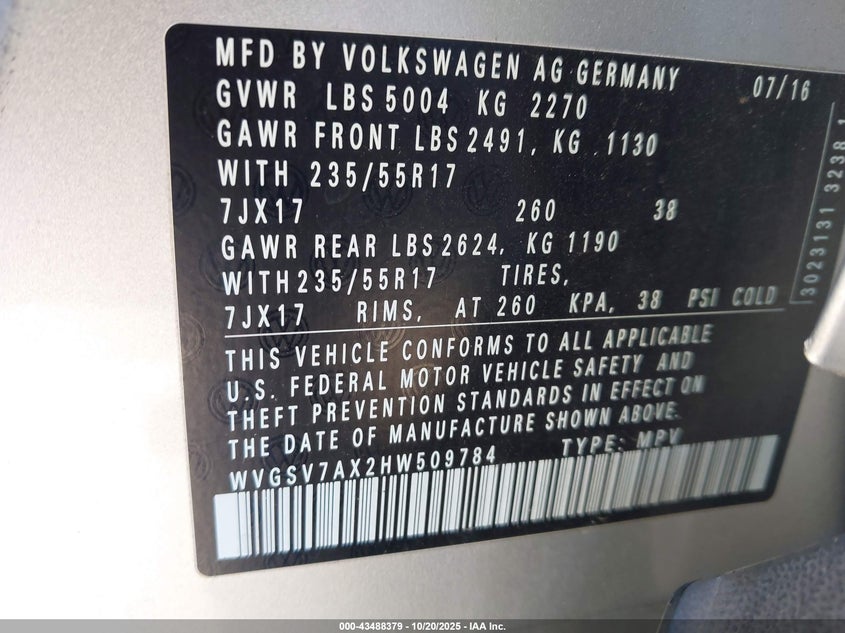 MFD BY VOLKSWAGEN AG GERMANY 07/16
GVWR LBS 5004 KG 2270
GAWR FRONT LBS 2491, KG 1130
WITH 235/55R17
7JX17 260 38
GAWR REAR LBS 2624, KG 1190
WITH 235/55R17 TIRES,
7JX17 RIMS, AT 260 KPA, 38 PSI COLD
THIS VEHICLE CONFORMS TO ALL APPLICABLE
U.S. FEDERAL MOTOR VEHICLE SAFETY AND
THEFT PREVENTION STANDARDS IN EFFECT ON
THE DATE OF MANUFACTURE SHOWN ABOVE.
WVGSV7AX2HW509784 TYPE: MPV
3023131 3238 1
000-43488379 - 10/20/2025 - IAA Inc.